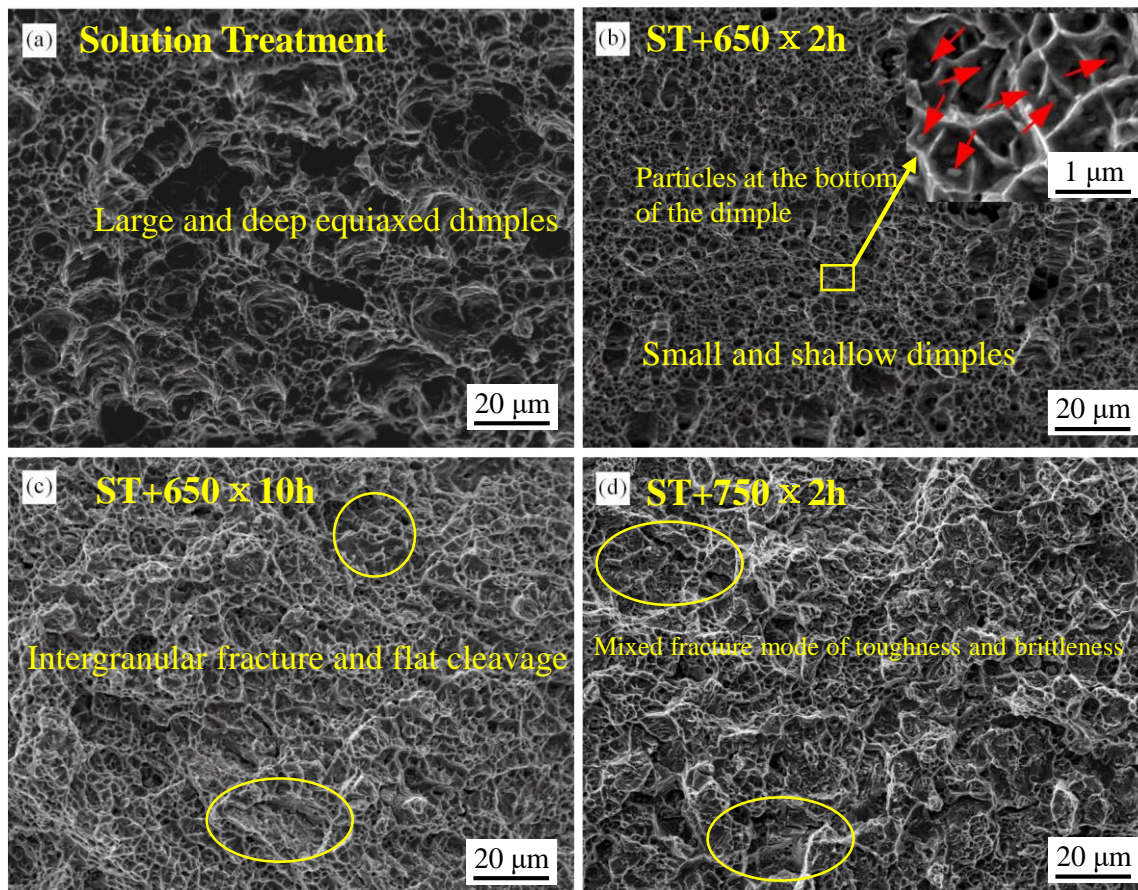 (a) Solution Treatment
Large and deep equiaxed dimples
20 μm
(b) ST+650 x 2h
1 μm
Particles at the bottom
of the dimple
Small and shallow dimples
20 μm
(c) ST+650 x 10h
Intergranular fracture and flat cleavage
20 μm
(d) ST+750 x 2h
Mixed fracture mode of toughness and brittleness
20 μm